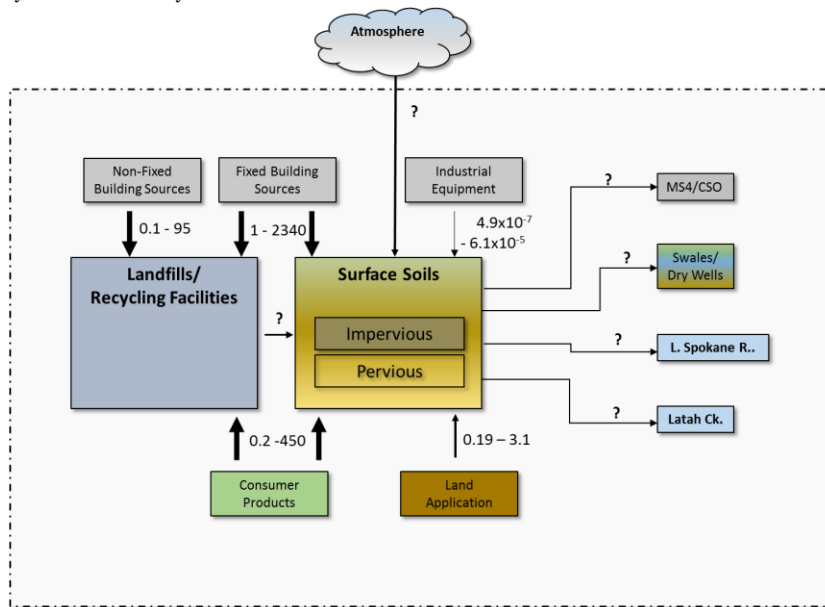 Atmosphere
?
Non-Fixed
Building Sources
Fixed Building
Sources
Industrial
Equipment
?
MS4/CSO
0.1 - 95
1 - 2340
4.9x10⁻⁷
- 6.1x10⁻⁵
Landfills/
Recycling Facilities
Surface Soils
?
Swales/
Dry Wells
?
Impervious
Pervious
?
L. Spokane R..
?
Latah Ck.
0.2 -450
0.19 – 3.1
Consumer
Products
Land
Application